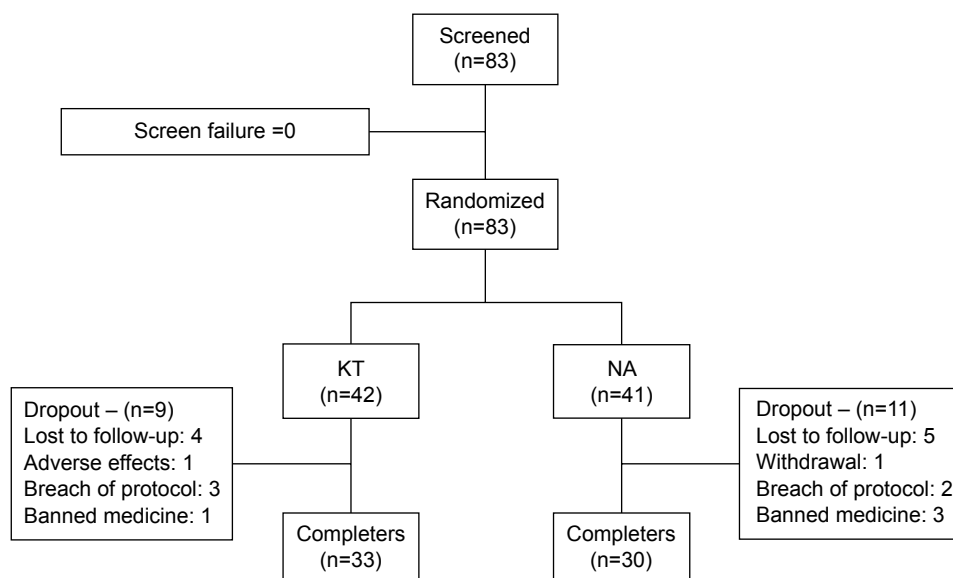 Screened
(n=83)
Screen failure =0
Randomized
(n=83)
KT
(n=42)
NA
(n=41)
Dropout – (n=9)
Lost to follow-up: 4
Adverse effects: 1
Breach of protocol: 3
Banned medicine: 1
Dropout – (n=11)
Lost to follow-up: 5
Withdrawal: 1
Breach of protocol: 2
Banned medicine: 3
Completers
(n=33)
Completers
(n=30)